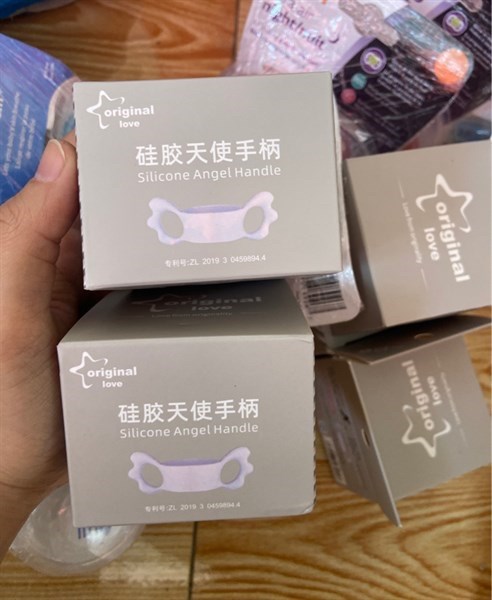 original
love
硅胶天使手柄
Silicone Angel Handle
专利号:ZL 2019 3 0459694.4
original
love
original
love
硅胶天使手柄
Silicone Angel Handle
专利号:ZL 2019 3 0459694.4
original
love